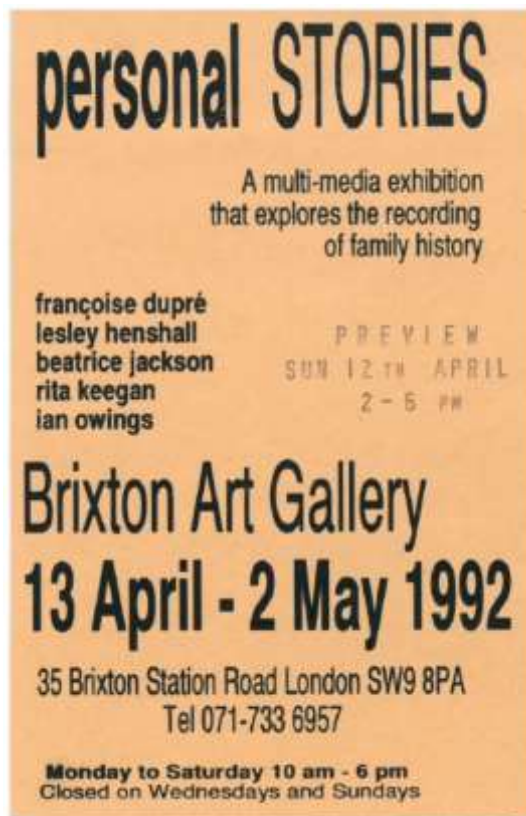 personal STORIES
A multi-media exhibition
that explores the recording
of family history
françoise dupré
lesley henshall
beatrice jackson
rita keegan
ian owings
PREVIEW
SUN 12TH APRIL
2 - 5 PM
Brixton Art Gallery
13 April - 2 May 1992
35 Brixton Station Road London SW9 8PA
Tel 071-733 6957
Monday to Saturday 10 am - 6 pm
Closed on Wednesdays and Sundays